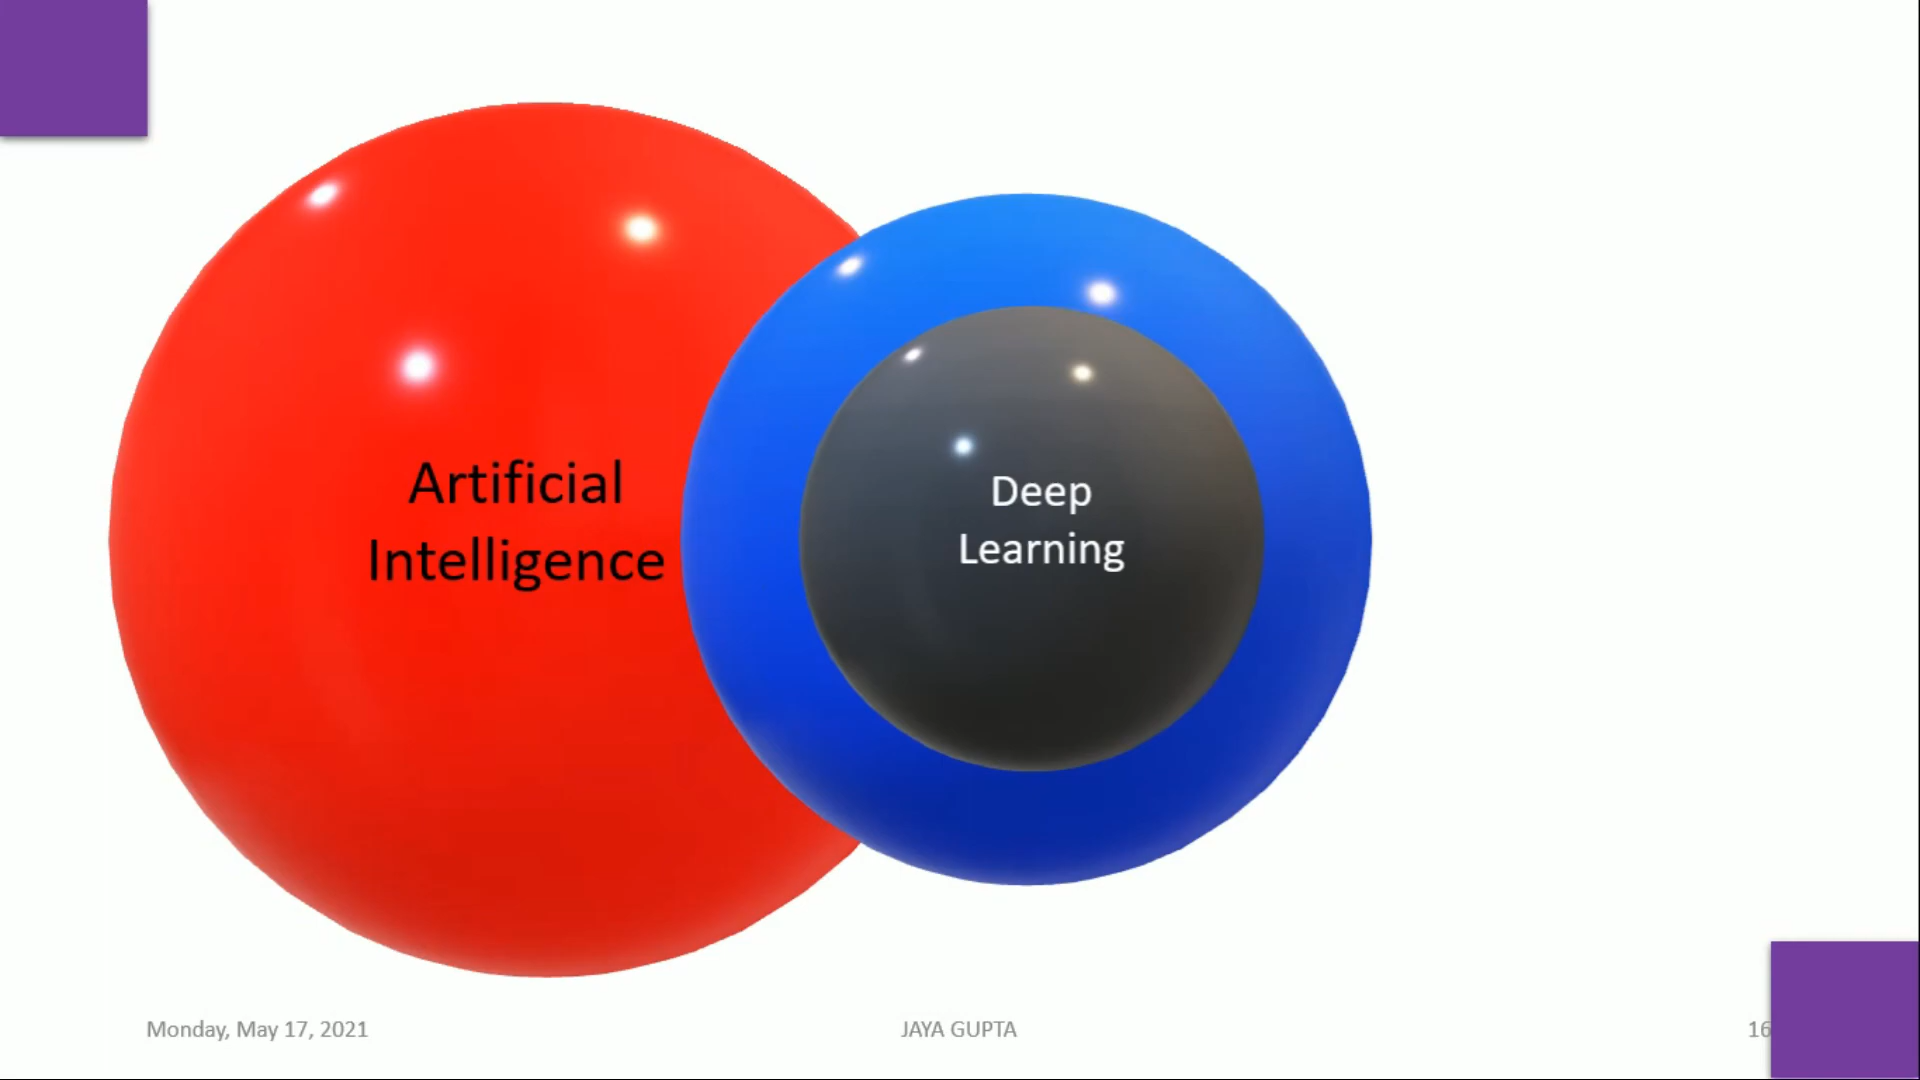 Artificial
Intelligence
Deep
Learning
Monday, May 17, 2021
JAYA GUPTA
16